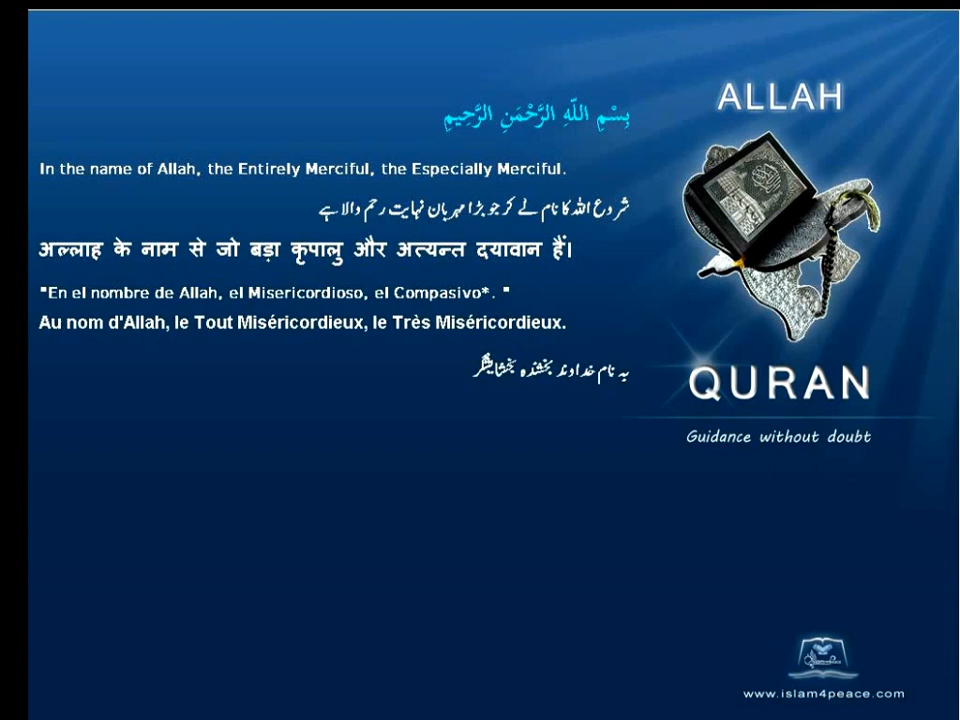 بِسْمِ اللّهِ الرَّحْمَنِ الرَّحِيمِ
In the name of Allah, the Entirely Merciful, the Especially Merciful.
شروع الله کا نام لے کر جو بڑا مہربان نہایت رحم والا ہے
अल्लाह के नाम से जो बड़ा कृपालु और अत्यन्त दयावान हैं।
"En el nombre de Allah, el Misericordioso, el Compasivo*. "
Au nom d'Allah, le Tout Miséricordieux, le Très Miséricordieux.
به نام خداوند بخشنده بخشایشگر
ALLAH
QURAN
Guidance without doubt
www.islam4peace.com